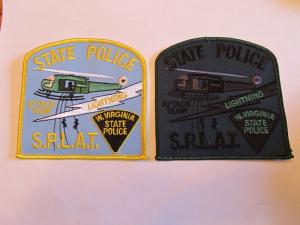 STATE POLICE
ATTACK
TEAM
LIGHTNING
W. VIRGINIA
STATE
POLICE
S.P.L.A.T.
STATE POLICE
ATTACK
TEAM
LIGHTNING
W. VIRGINIA
STATE
POLICE
S.P.L.A.T.